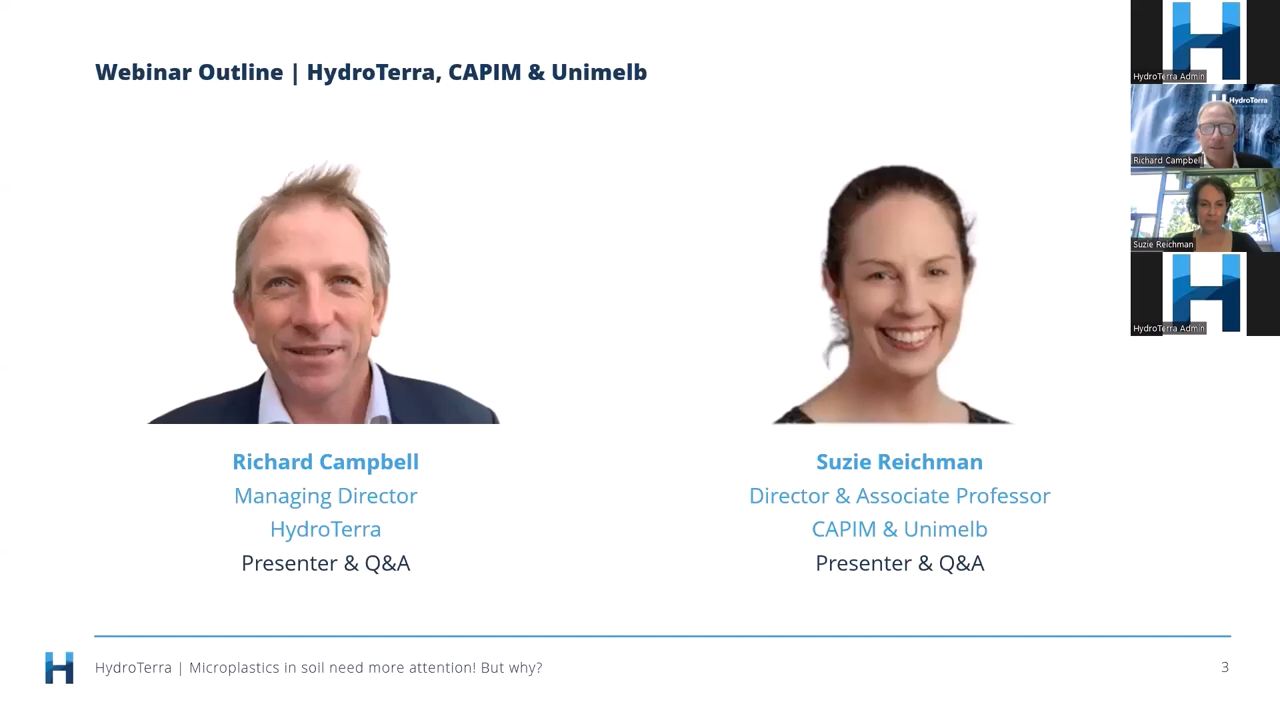 Webinar Outline | HydroTerra, CAPIM & Unimelb
Richard Campbell
Managing Director
HydroTerra
Presenter & Q&A
Suzie Reichman
Director & Associate Professor
CAPIM & Unimelb
Presenter & Q&A
HydroTerra | Microplastics in soil need more attention! But why?
3
HydroTerra Admin
HydroTerra
Richard Campbell
Suzie Reichman
HydroTerra Admin